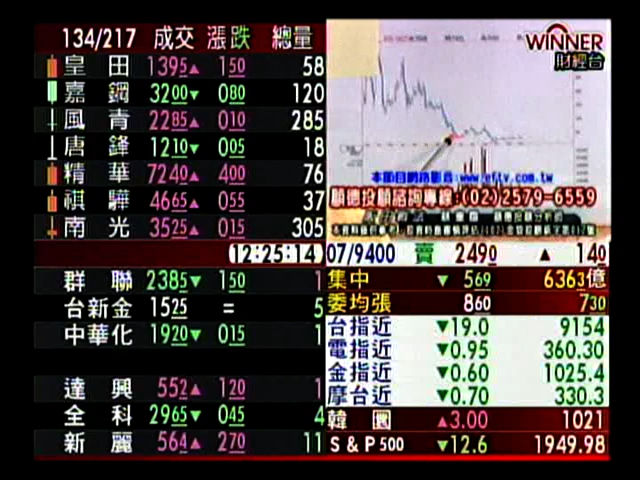 134/217 成交 漲跌 總量
皇田 1395▲ 150 58
嘉鋼 3200▼ 080 120
風青 2285▲ 010 285
唐鋒 1210▼ 005 18
精華 7240▲ 400 76
祺驊 4665▲ 055 37
南光 3525▲ 015 305
WINNER
財經台
本節目網路影音:www.eftv.com.tw
顧德投顧諮詢專線:(02)2579-6559
12:25:14 07/9400 賣 2490 ▲ 140
群聯 2385▼ 150 1
台新金 1525 = 5
中華化 1920▼ 015 1
達興 552▲ 120 1
全科 2965▼ 045 4
新麗 564▲ 270 11
集中 ▼ 569 6363億
委均張 860 730
台指近 ▼19.0 9154
電指近 ▼0.95 360.30
金指近 ▼0.60 1025.4
摩台近 ▼0.70 330.3
韓國 ▲3.00 1021
S&P500 ▼12.6 1949.98